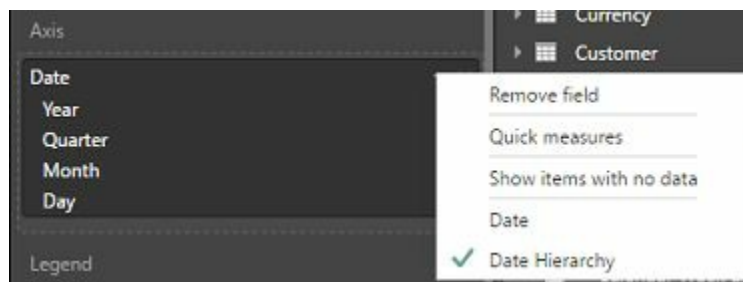 Axis
Date
Year
Quarter
Month
Day
Legend
Currency
Customer
Remove field
Quick measures
Show items with no data
Date
Date Hierarchy